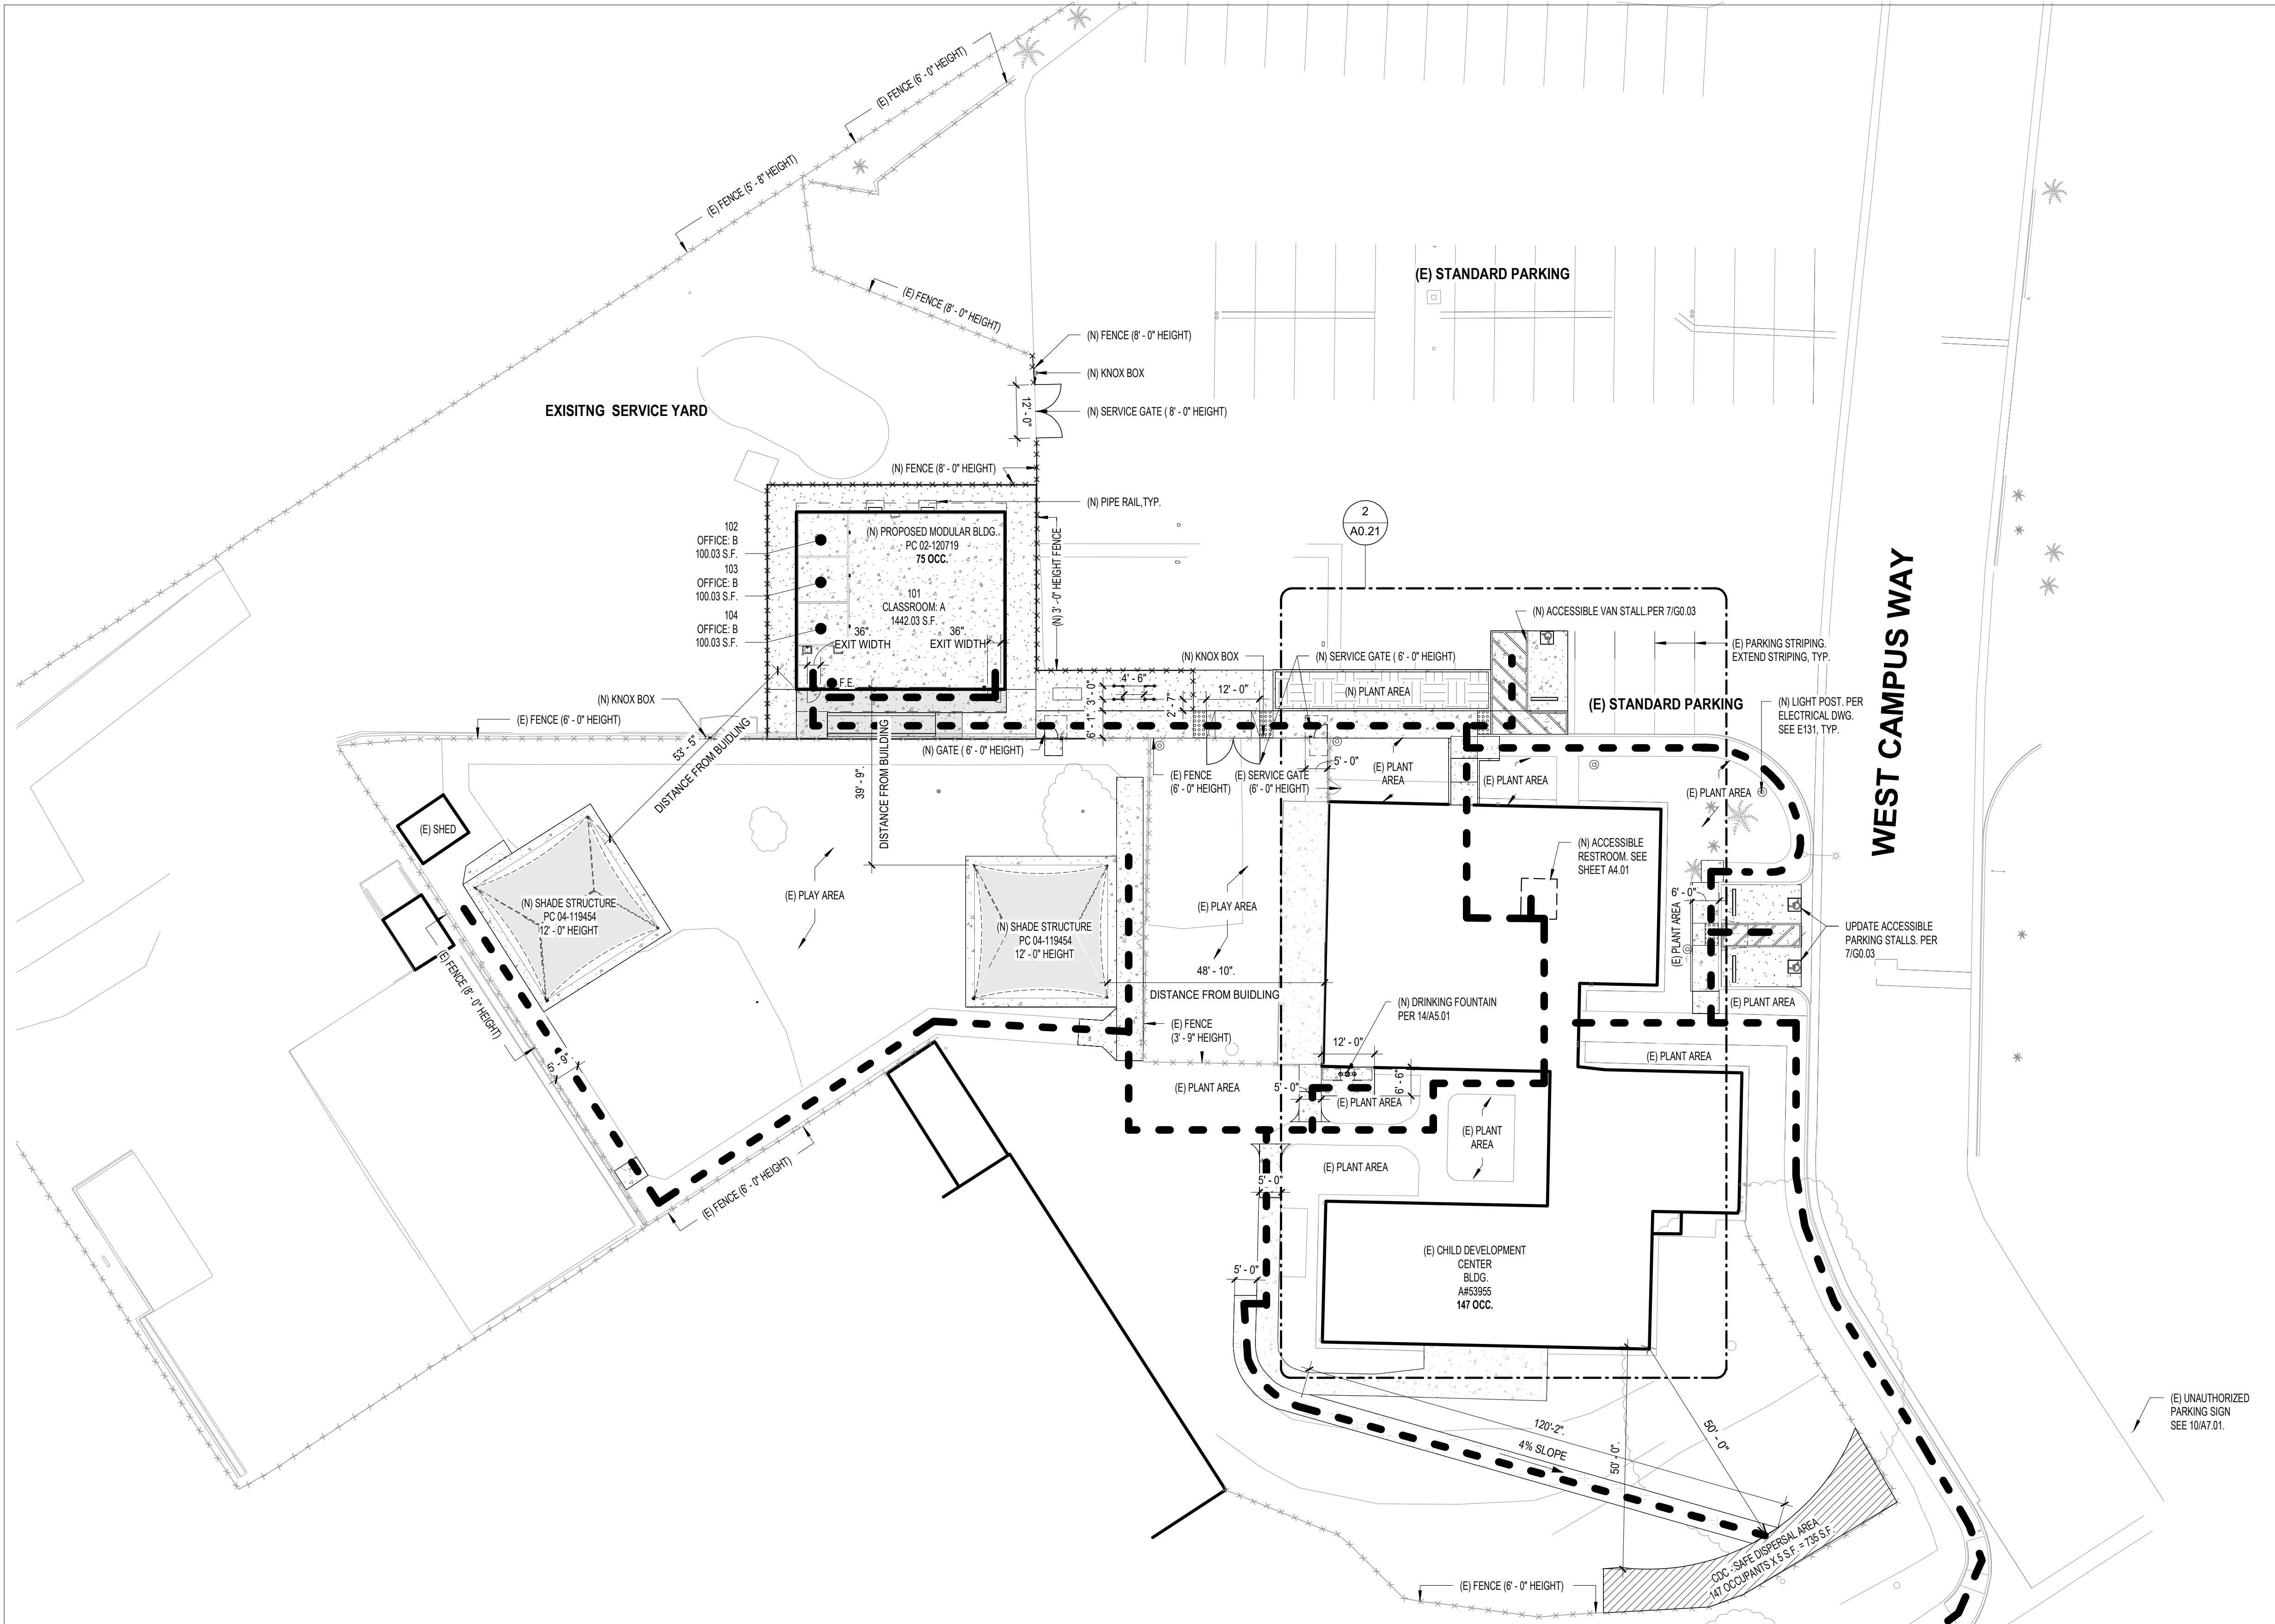 (E) FENCE (6' - 0" HEIGHT)
(E) FENCE (5' - 8" HEIGHT)
(E) STANDARD PARKING
(E) FENCE (8' - 0" HEIGHT)
(N) FENCE (8' - 0" HEIGHT)
(N) KNOX BOX
12' - 0"
(N) SERVICE GATE ( 8' - 0" HEIGHT)
EXISITNG SERVICE YARD
(N) FENCE (8' - 0" HEIGHT)
(N) PIPE RAIL,TYP.
2
A0.21
102
OFFICE: B
100.03 S.F.
103
OFFICE: B
100.03 S.F.
104
OFFICE: B
100.03 S.F.
(N) PROPOSED MODULAR BLDG.
PC 02-120719
75 OCC.
101
CLASSROOM: A
1442.03 S.F.
36"
EXIT WIDTH
36"
EXIT WIDTH
F.E.
(N) 3' -0" HEIGHT FENCE
(N) ACCESSIBLE VAN STALL.PER 7/G0.03
(E) PARKING STRIPING.
EXTEND STRIPING, TYP.
(N) KNOX BOX
(N) SERVICE GATE ( 6' - 0" HEIGHT)
4' - 6"
3' - 0"
6' - 1"
2' - 7"
12' - 0"
(N) PLANT AREA
(E) STANDARD PARKING
(N) LIGHT POST. PER
ELECTRICAL DWG.
SEE E131, TYP.
WEST CAMPUS WAY
(N) KNOX BOX
(E) FENCE (6' - 0" HEIGHT)
53' - 5"
DISTANCE FROM BUIDLING
39' - 9".
DISTANCE FROM BUILDING
(N) GATE ( 6' - 0" HEIGHT)
(E) FENCE
(6' - 0" HEIGHT)
(E) SERVICE GATE
(6' - 0" HEIGHT)
5' - 0"
(E) PLANT
AREA
(E) PLANT AREA
(E) PLANT AREA
(E) SHED
(N) ACCESSIBLE
RESTROOM. SEE
SHEET A4.01
(E) PLAY AREA
(E) PLAY AREA
(N) SHADE STRUCTURE
PC 04-119454
12' - 0" HEIGHT
(N) SHADE STRUCTURE
PC 04-119454
12' - 0" HEIGHT
6' - 0"
(E) PLANT AREA
UPDATE ACCESSIBLE
PARKING STALLS. PER
7/G0.03
(E) FENCE (8' - 0" HEIGHT)
48' - 10".
DISTANCE FROM BUIDLING
(N) DRINKING FOUNTAIN
PER 14/A5.01
(E) PLANT AREA
(E) FENCE
(3' - 9" HEIGHT)
12' - 0"
5' - 9".
(E) PLANT AREA
(E) PLANT AREA
5' - 0"
6' - 6"
(E) PLANT AREA
(E) PLANT
AREA
(E) PLANT AREA
5' - 0"
(E) FENCE (6' - 0" HEIGHT)
(E) CHILD DEVELOPMENT
CENTER
BLDG.
A#53955
147 OCC.
5' - 0"
120'-2".
4% SLOPE
50' - 0".
50' - 0"
(E) UNAUTHORIZED
PARKING SIGN
SEE 10/A7.01.
CDC - SAFE DISPERSAL AREA
147 OCCUPANTS X 5 S.F. = 735 S.F.
(E) FENCE (6' - 0" HEIGHT)